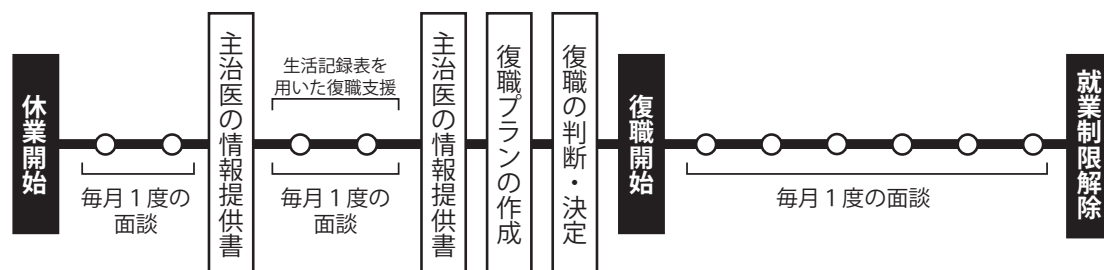 休業開始
毎月１度の
面談
主治医の情報提供書
生活記録表を
用いた復職支援
毎月１度の
面談
主治医の情報提供書
復職プランの作成
復職の判断・決定
復職開始
毎月１度の面談
就業制限解除